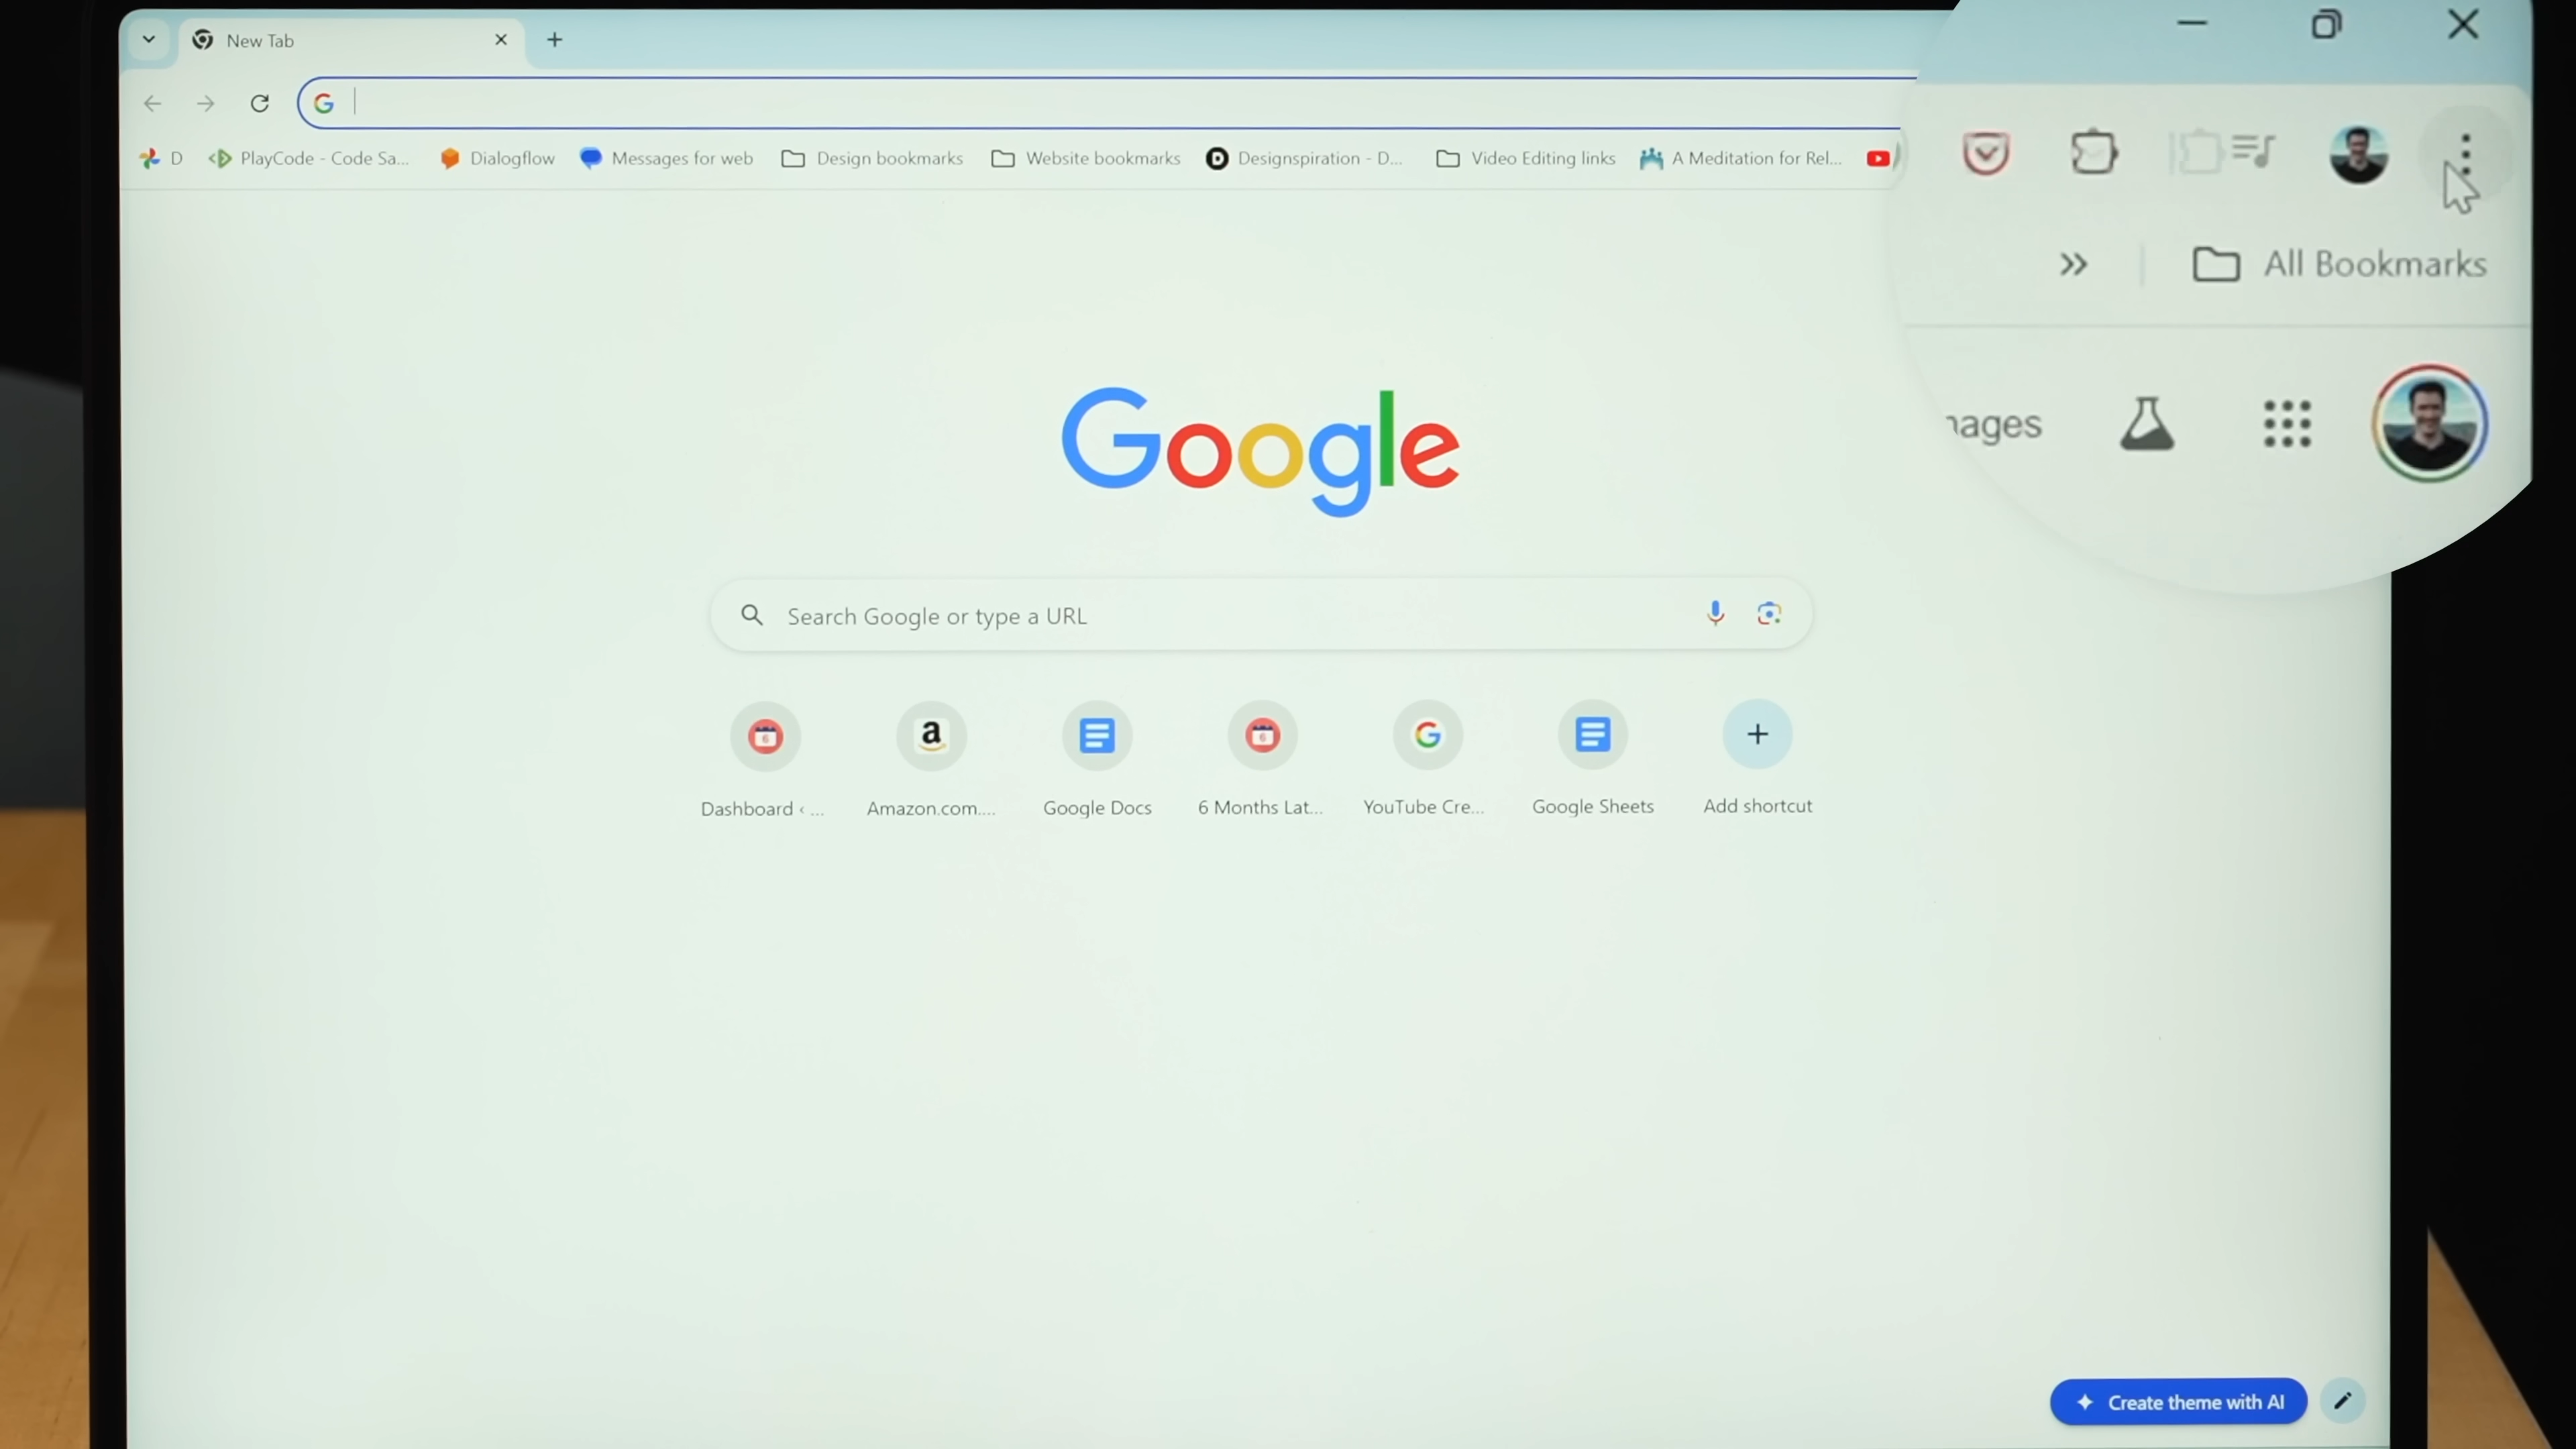 New Tab
D
PlayCode - Code Sa...
Dialogflow
Messages for web
Design bookmarks
Website bookmarks
Designspiration - D...
Video Editing links
A Meditation for Rel...
All Bookmarks
Google
Search Google or type a URL
Dashboard ‹ ...
Amazon.com....
Google Docs
6 Months Lat...
YouTube Cre...
Google Sheets
Add shortcut
Create theme with AI